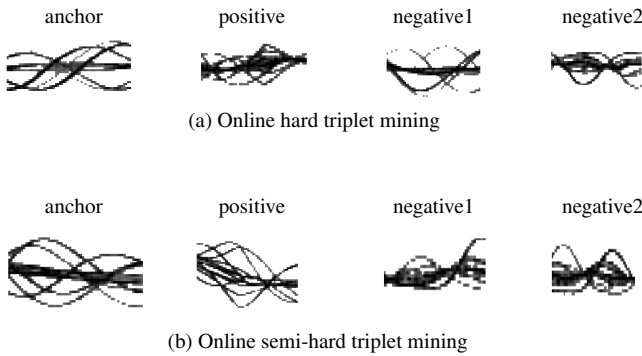 anchor positive negative1 negative2
(a) Online hard triplet mining
anchor positive negative1 negative2
(b) Online semi-hard triplet mining